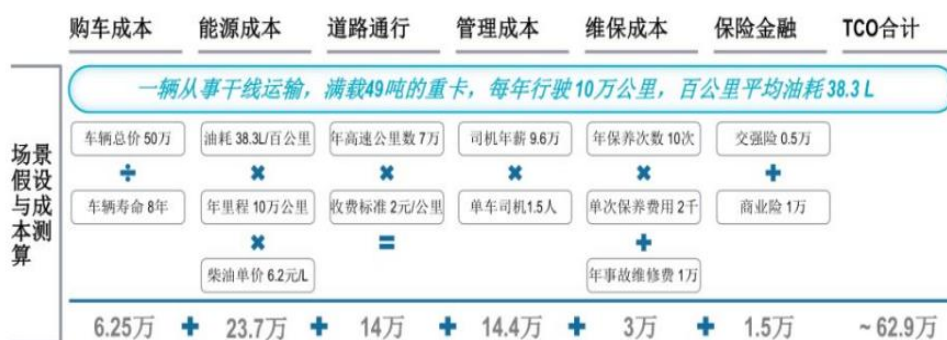 购车成本 能源成本 道路通行 管理成本 维保成本 保险金融 TCO合计
一辆从事干线运输，满载49吨的重卡，每年行驶10万公里，百公里平均油耗38.3 L
场景假设与成本测算
车辆总价 50万 油耗 38.3L/百公里 年高速公里数 7万 司机年薪 9.6万 年保养次数 10次 交强险 0.5万
÷ × × × × +
车辆寿命 8年 年里程 10万公里 收费标准 2元/公里 单车司机1.5人 单次保养费用 2千 商业险 1万
× = +
柴油单价 6.2元/L 年事故维修费 1万
6.25万 + 23.7万 + 14万 + 14.4万 + 3万 + 1.5万 ~ 62.9万